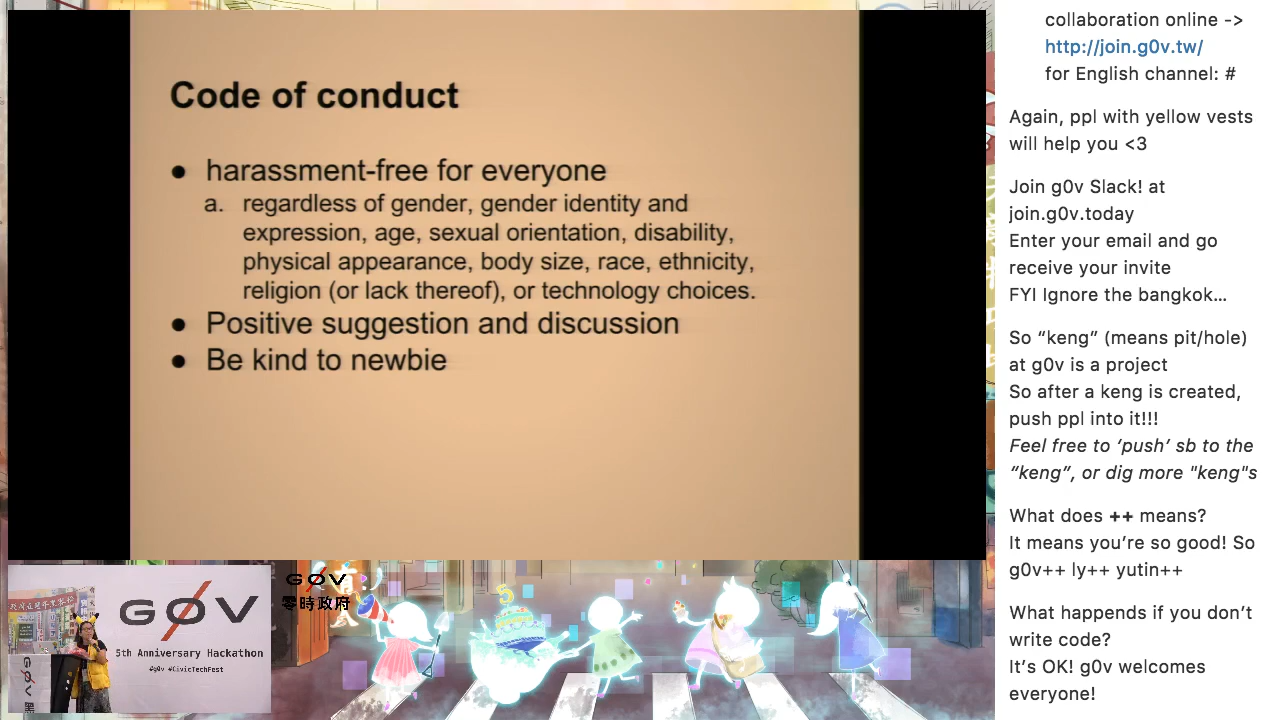 Code of conduct
● harassment-free for everyone
a. regardless of gender, gender identity and
expression, age, sexual orientation, disability,
physical appearance, body size, race, ethnicity,
religion (or lack thereof), or technology choices.
● Positive suggestion and discussion
● Be kind to newbie
collaboration online ->
http://join.g0v.tw/
for English channel: #
Again, ppl with yellow vests
will help you <3
Join g0v Slack! at
join.g0v.today
Enter your email and go
receive your invite
FYI Ignore the bangkok…
So “keng” (means pit/hole)
at g0v is a project
So after a keng is created,
push ppl into it!!!
Feel free to ‘push’ sb to the
“keng”, or dig more "keng"s
What does ++ means?
It means you’re so good! So
g0v++ ly++ yutin++
What happends if you don’t
write code?
It’s OK! g0v welcomes
everyone!
G0V
5th Anniversary Hackathon
#g0v #CivicTechFest
G0V
G0V
零時政府
5